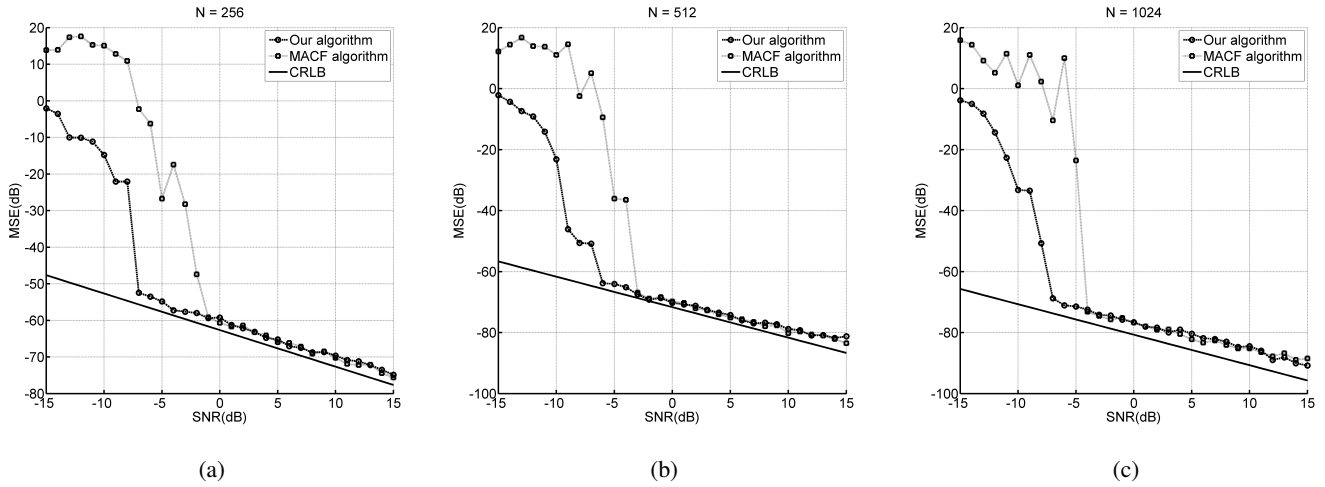 N = 256
Our algorithm
MACF algorithm
CRLB
MSE(dB)
20
10
0
-10
-20
-30
-40
-50
-60
-70
-80
-15
-10
-5
0
5
10
15
SNR(dB)
(a)
N = 512
Our algorithm
MACF algorithm
CRLB
MSE(dB)
20
0
-20
-40
-60
-80
-100
-15
-10
-5
0
5
10
15
SNR(dB)
(b)
N = 1024
Our algorithm
MACF algorithm
CRLB
MSE(dB)
20
0
-20
-40
-60
-80
-100
-15
-10
-5
0
5
10
15
SNR(dB)
(c)